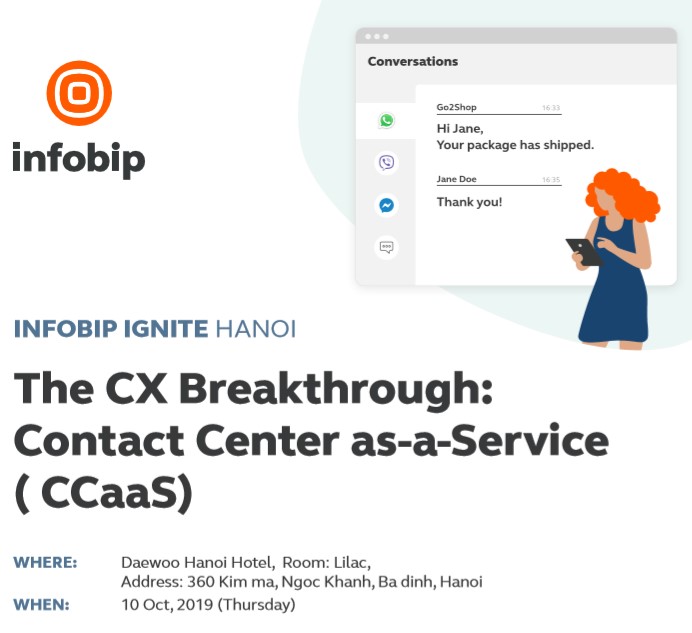 infobip
Conversations
Go2Shop 16:33
Hi Jane,
Your package has shipped.
Jane Doe 16:35
Thank you!
INFOBIP IGNITE HANOI
The CX Breakthrough:
Contact Center as-a-Service
( CCaaS)
WHERE: Daewoo Hanoi Hotel, Room: Lilac,
Address: 360 Kim ma, Ngoc Khanh, Ba dinh, Hanoi
WHEN: 10 Oct, 2019 (Thursday)